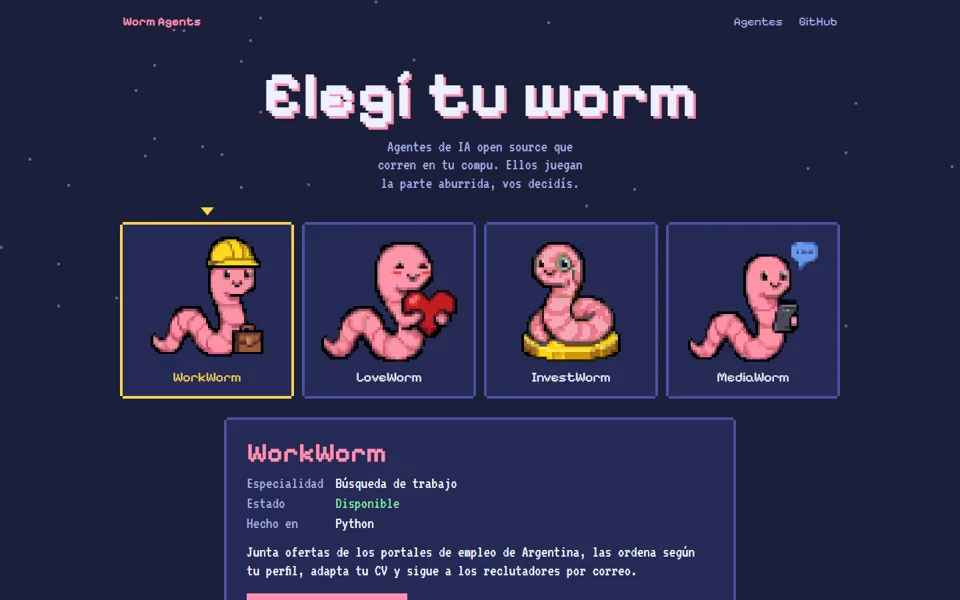 Worm Agents
Agentes GitHub
Elegí tu worm
Agentes de IA open source que
corren en tu compu. Ellos juegan
la parte aburrida, vos decidís.
WorkWorm
LoveWorm
InvestWorm
MediaWorm
WorkWorm
Especialidad Búsqueda de trabajo
Estado Disponible
Hecho en Python
Junta ofertas de los portales de empleo de Argentina, las ordena según
tu perfil, adapta tu CV y sigue a los reclutadores por correo.